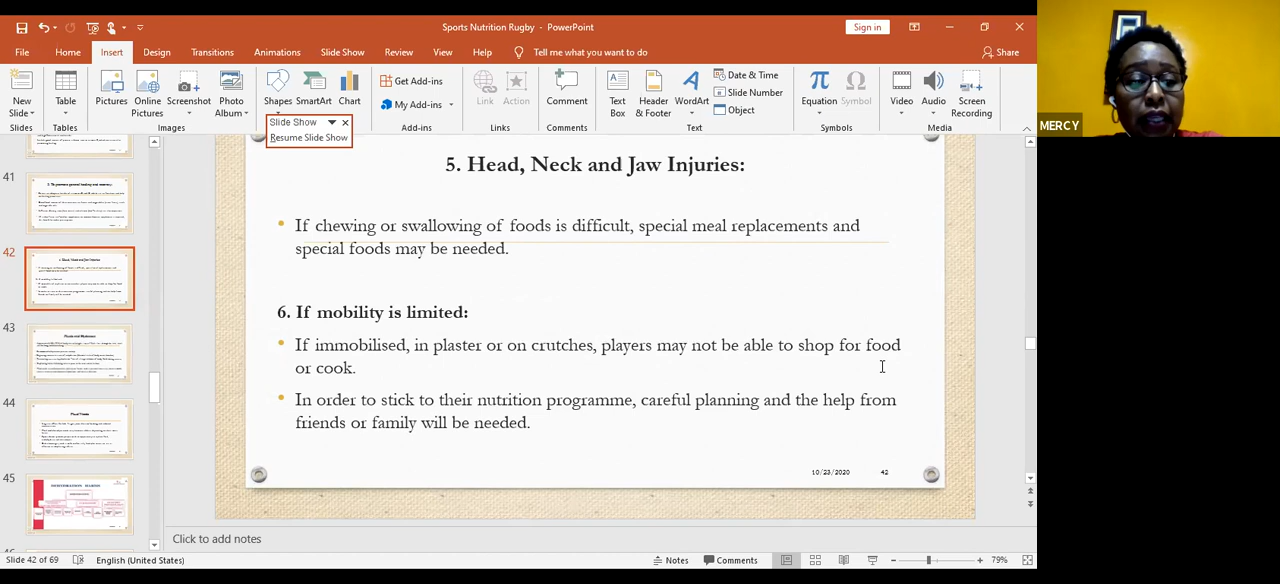 Sports Nutrition Rugby - PowerPoint
Sign in
File Home Insert Design Transitions Animations Slide Show Review View Help Tell me what you want to do Share
New Slide Table Pictures Online Pictures Screenshot Photo Album Shapes SmartArt Chart Get Add-ins My Add-ins Link Action Comment Text Box Header & Footer WordArt Date & Time Slide Number Object Equation Symbol Video Audio Screen Recording
Slides Tables Images Add-ins Links Comments Text Symbols Media
Slide Show
Resume Slide Show
MERCY
41
42
43
44
45
5. Head, Neck and Jaw Injuries:
• If chewing or swallowing of foods is difficult, special meal replacements and
special foods may be needed.
6. If mobility is limited:
• If immobilised, in plaster or on crutches, players may not be able to shop for food
or cook.
• In order to stick to their nutrition programme, careful planning and the help from
friends or family will be needed.
10/23/2020 42
Click to add notes
Slide 42 of 69 English (United States) Notes Comments 79%